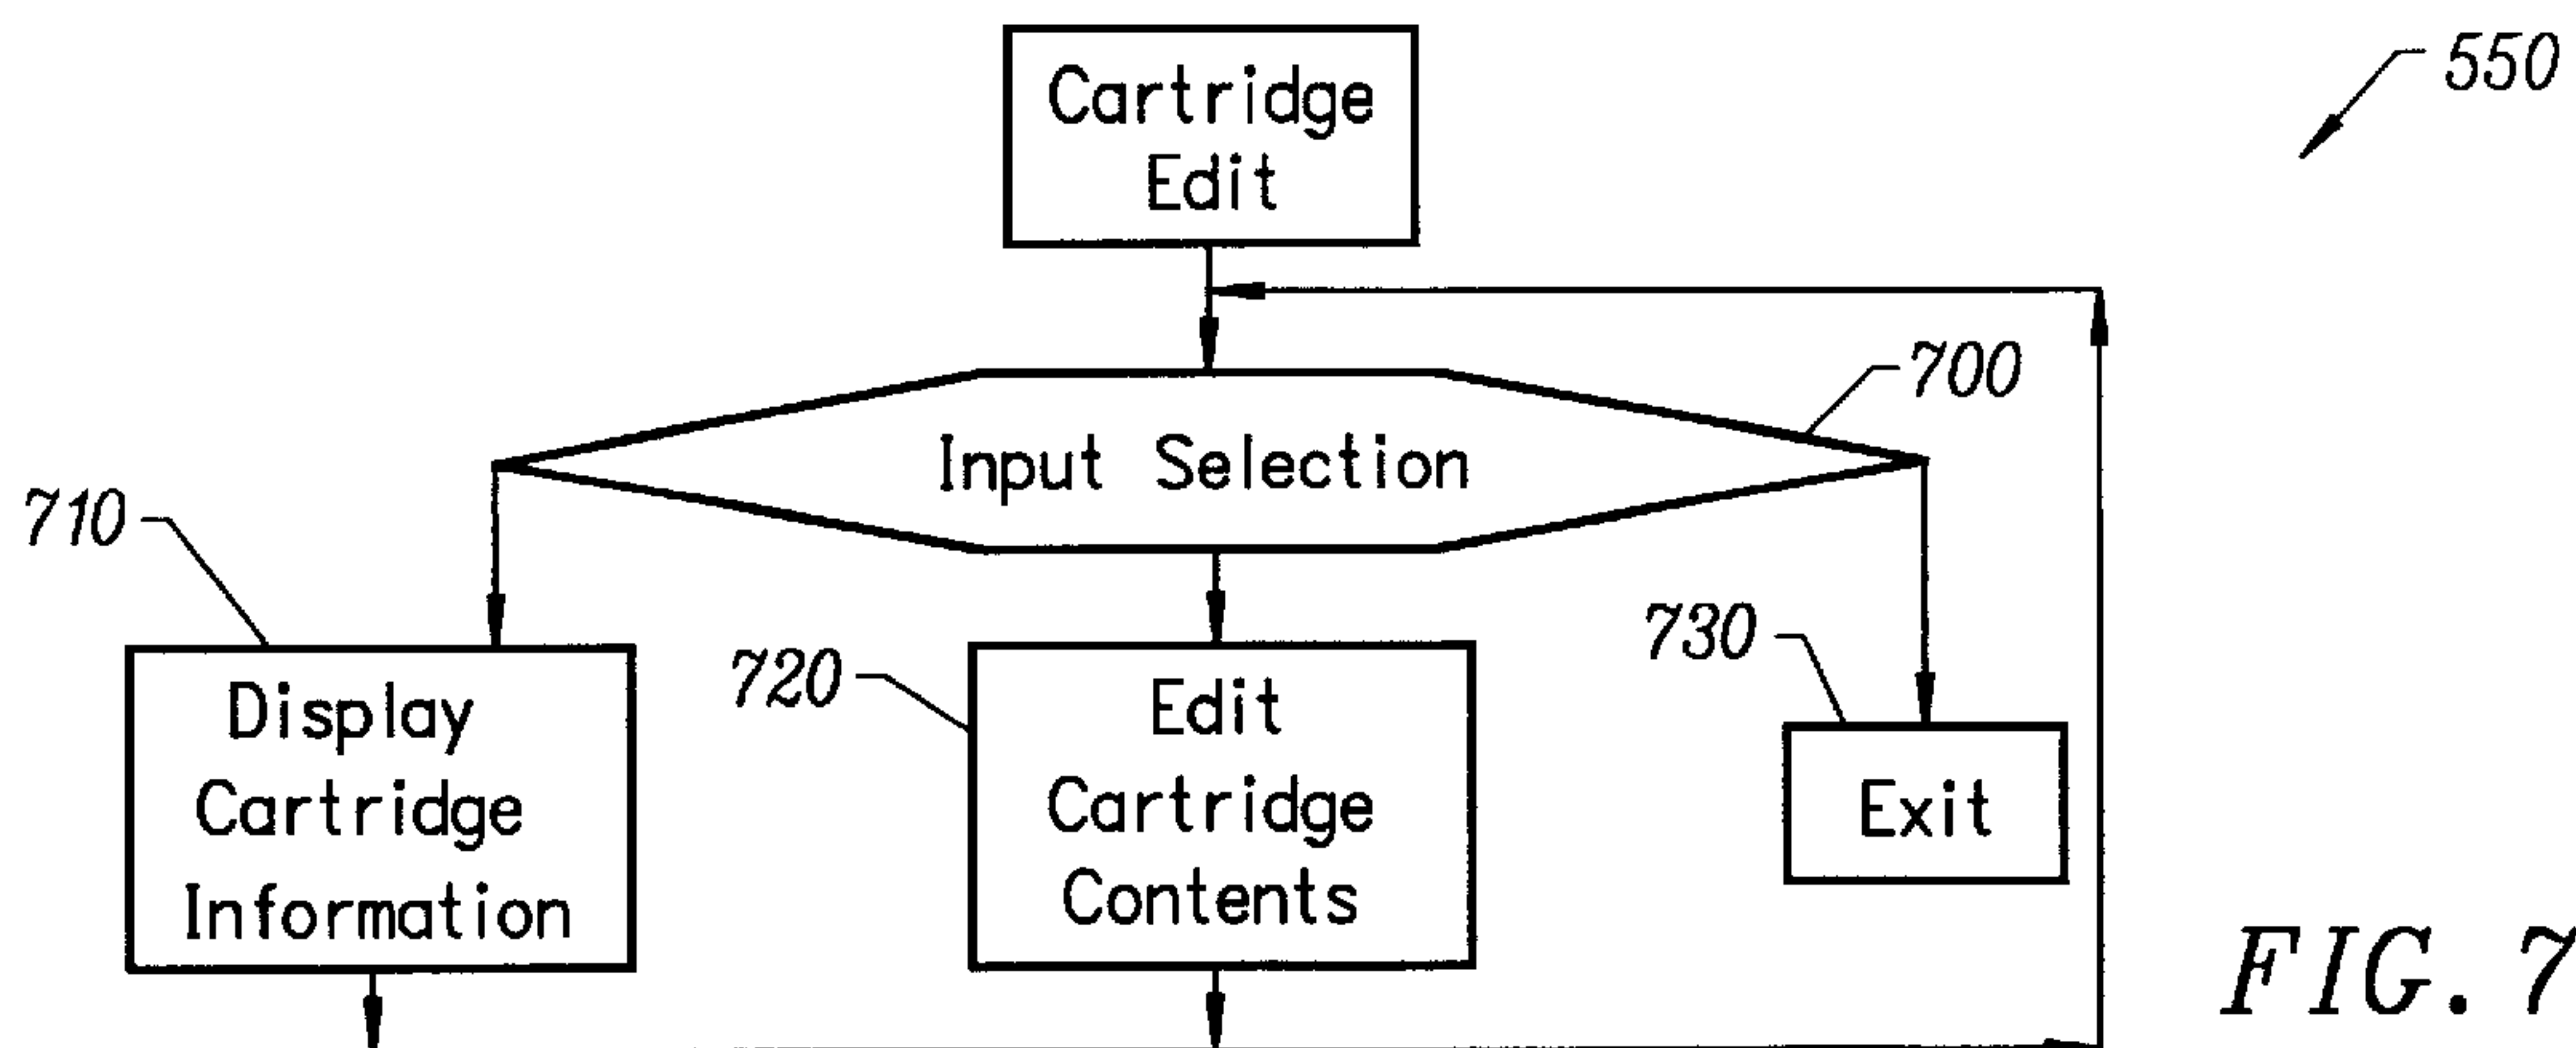 Cartridge
Edit
550
700
Input Selection
710
Display
Cartridge
Information
720
Edit
Cartridge
Contents
730
Exit
FIG. 7